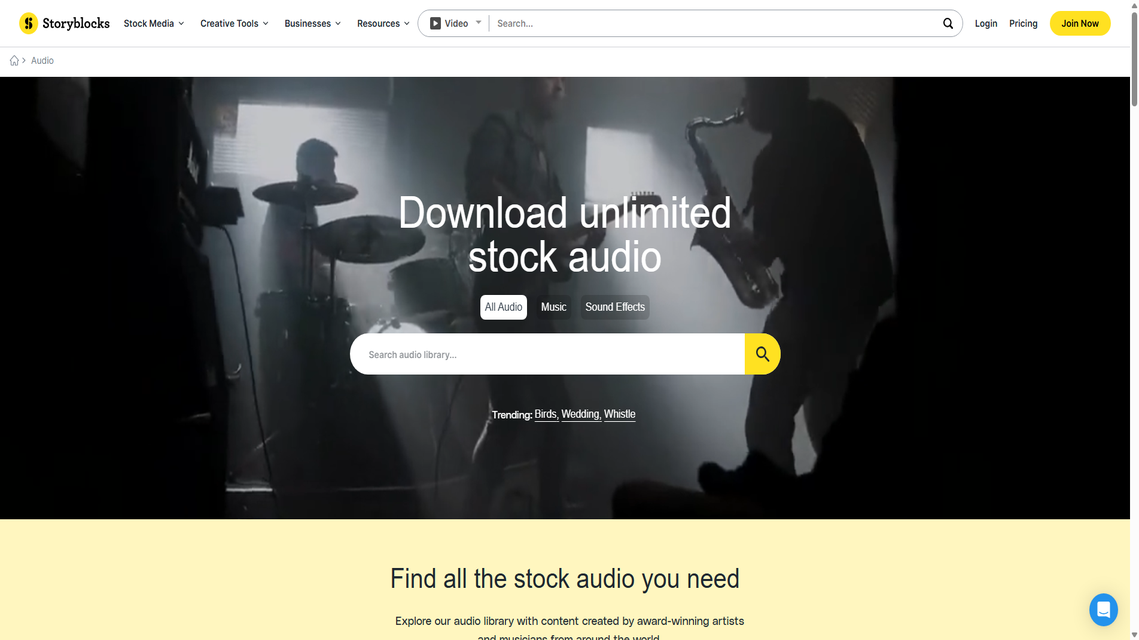 Storyblocks
Stock Media
Creative Tools
Businesses
Resources
Video
Search...
Login
Pricing
Join Now
Audio
Download unlimited
stock audio
All Audio
Music
Sound Effects
Search audio library...
Trending: Birds, Wedding, Whistle
Find all the stock audio you need
Explore our audio library with content created by award-winning artists
and musicians from around the world.